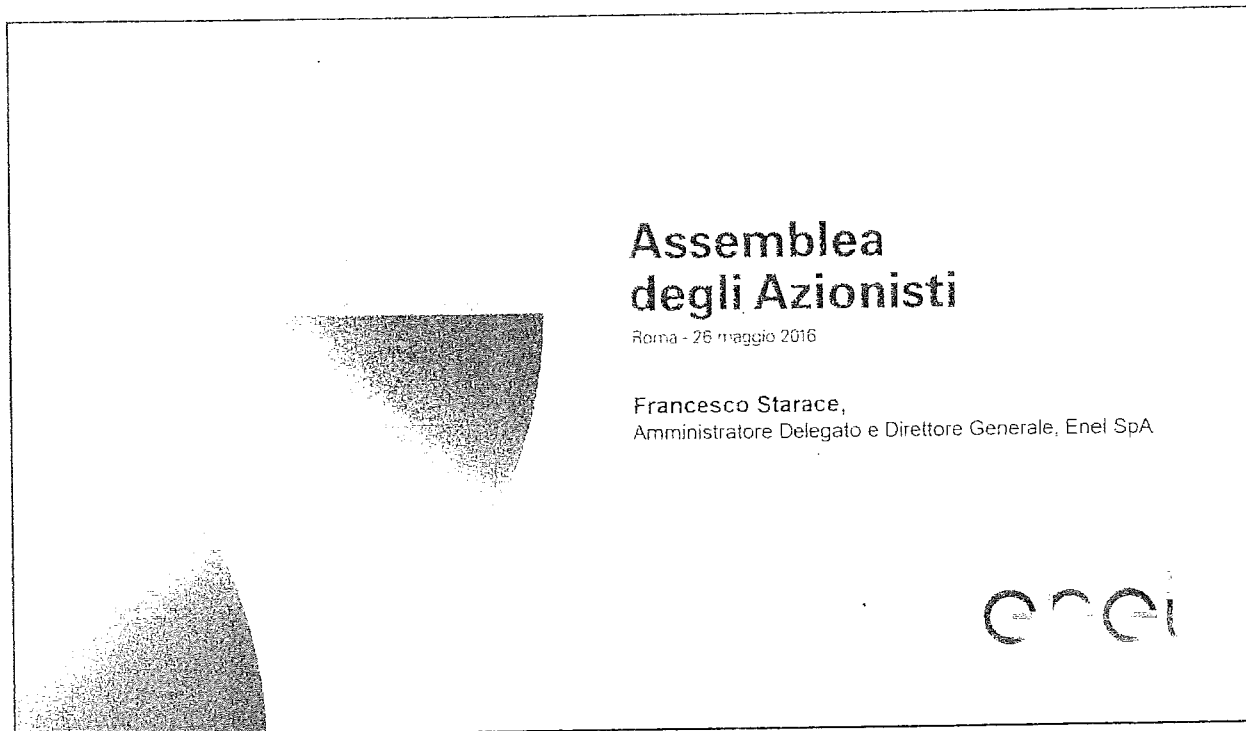 Assemblea
degli Azionisti
Roma - 26 maggio 2016
Francesco Starace,
Amministratore Delegato e Direttore Generale, Enel SpA
enel